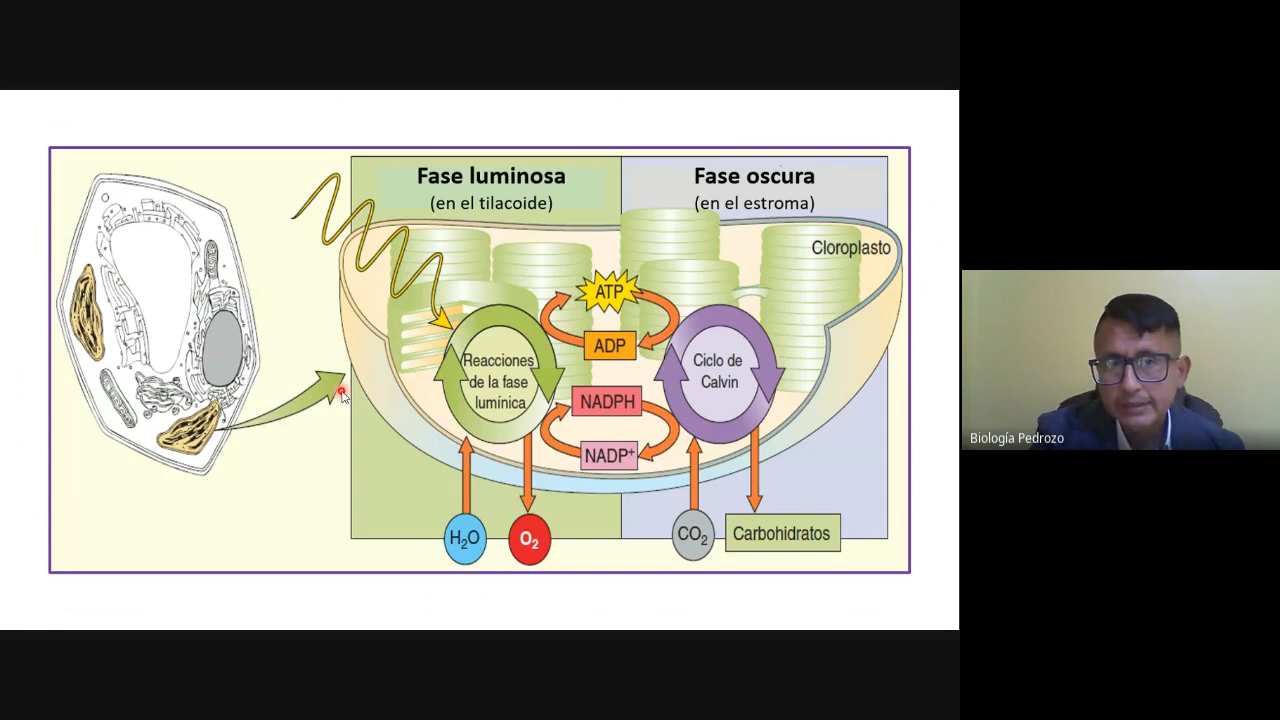 Fase luminosa
(en el tilacoide)
Fase oscura
(en el estroma)
Cloroplasto
ATP
ADP
Reacciones
de la fase
lumínica
Ciclo de
Calvin
NADPH
NADP⁺
H₂O
O₂
CO₂
Carbohidratos
Biología Pedrozo